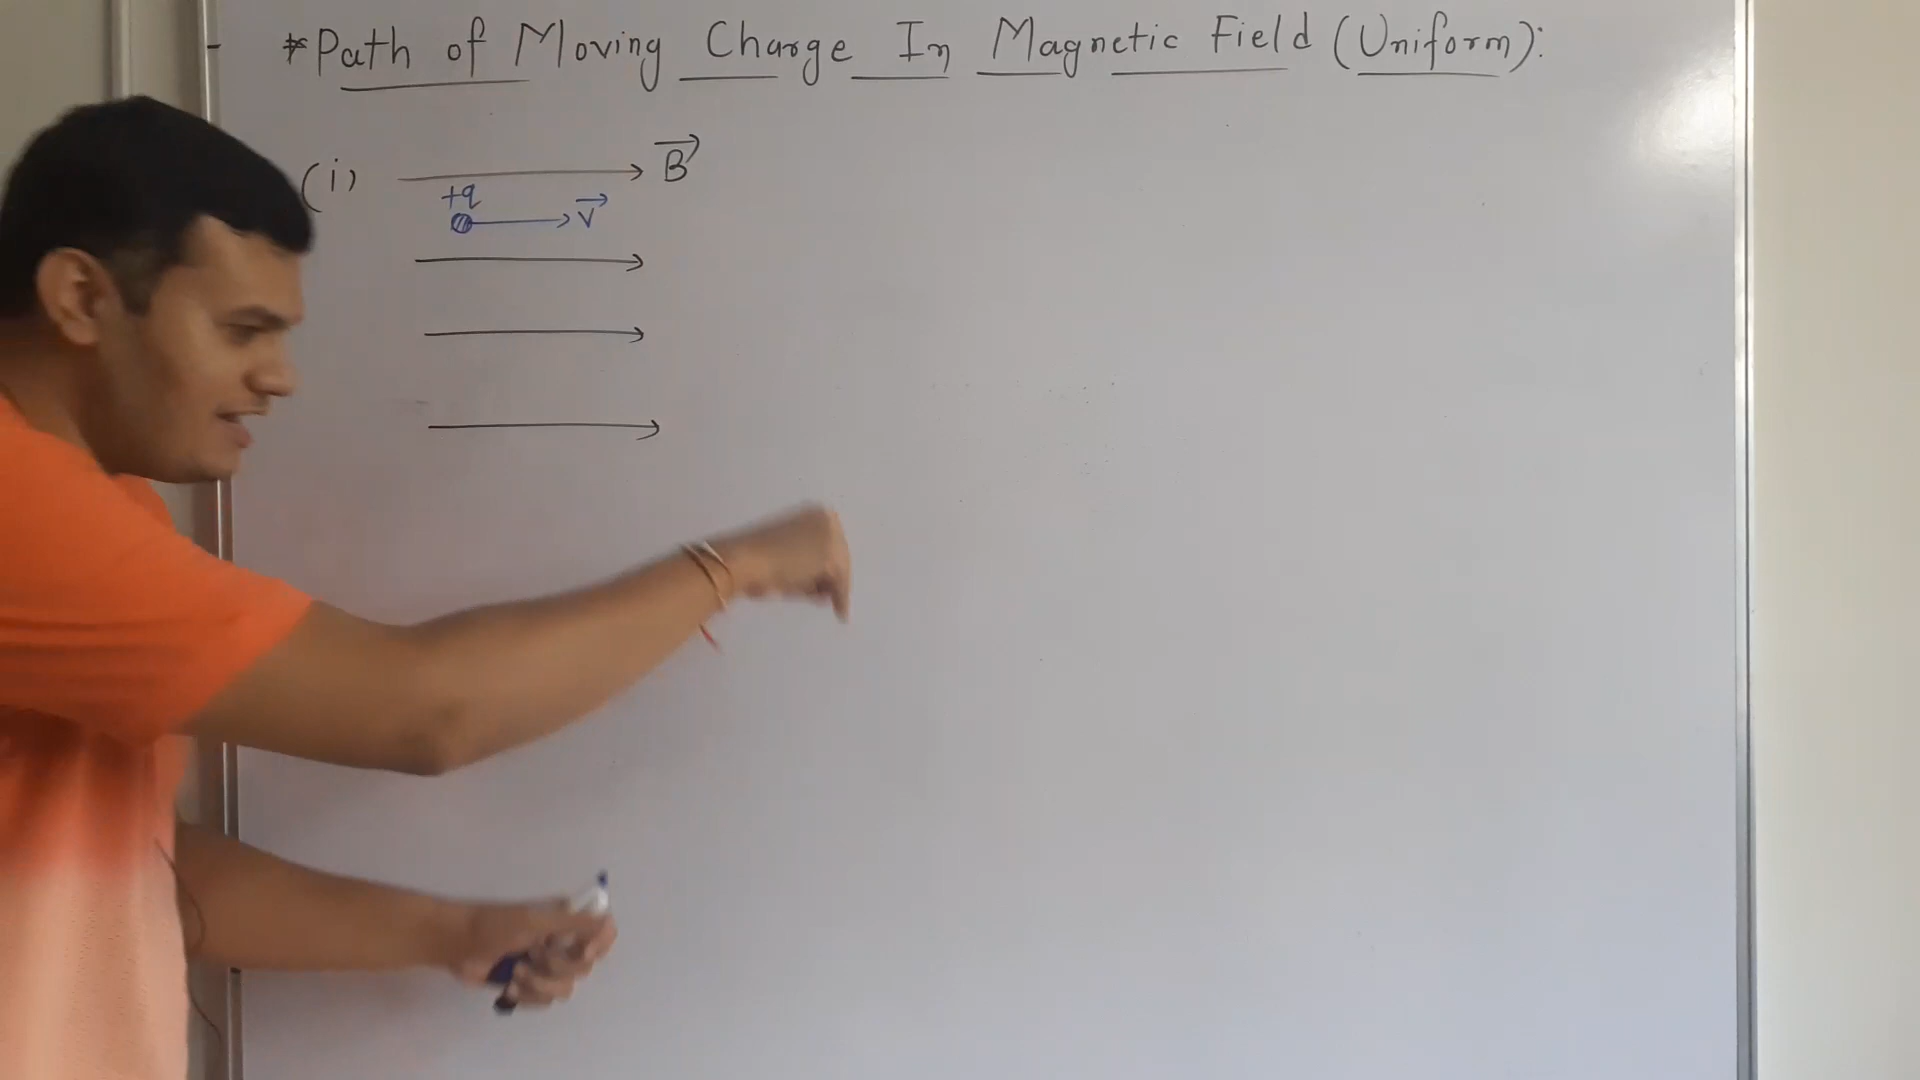 *Path of Moving Charge In Magnetic Field (Uniform):
(i) B⃗
+q
v⃗